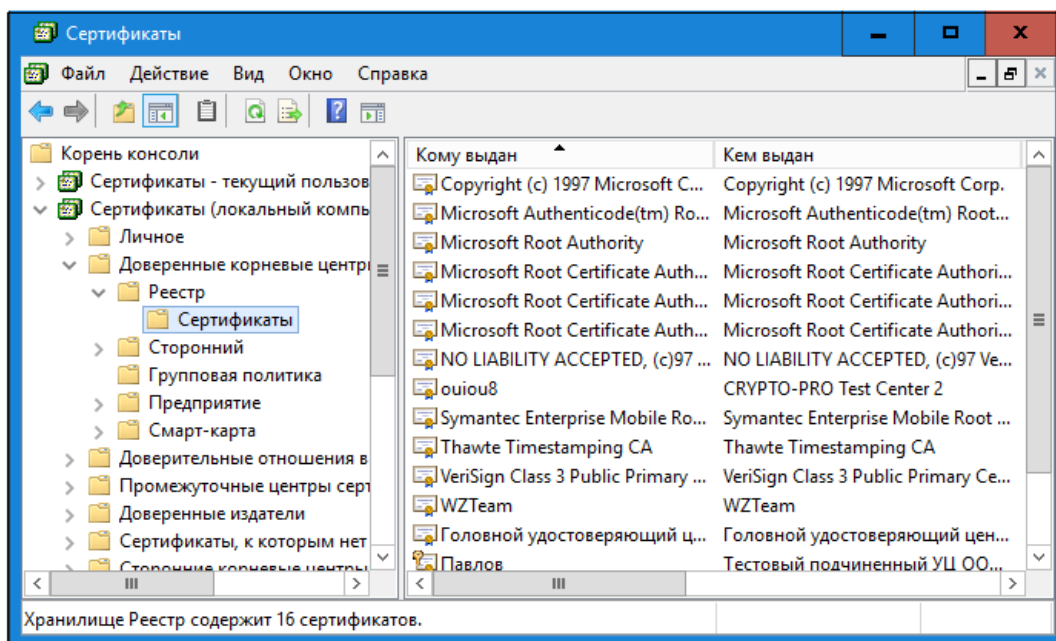 Сертификаты
Файл Действие Вид Окно Справка
Корень консоли
Сертификаты - текущий пользов
Сертификаты (локальный компь
Личное
Доверенные корневые центры
Реестр
Сертификаты
Сторонний
Групповая политика
Предприятие
Смарт-карта
Доверительные отношения в
Промежуточные центры серт
Доверенные издатели
Сертификаты, к которым нет
Сторонние корневые центры
Кому выдан Кем выдан
Copyright (c) 1997 Microsoft C... Copyright (c) 1997 Microsoft Corp.
Microsoft Authenticode(tm) Ro... Microsoft Authenticode(tm) Root...
Microsoft Root Authority Microsoft Root Authority
Microsoft Root Certificate Auth... Microsoft Root Certificate Authori...
Microsoft Root Certificate Auth... Microsoft Root Certificate Authori...
Microsoft Root Certificate Auth... Microsoft Root Certificate Authori...
NO LIABILITY ACCEPTED, (c)97 ... NO LIABILITY ACCEPTED, (c)97 Ve...
ouiou8 CRYPTO-PRO Test Center 2
Symantec Enterprise Mobile Ro... Symantec Enterprise Mobile Root ...
Thawte Timestamping CA Thawte Timestamping CA
VeriSign Class 3 Public Primary ... VeriSign Class 3 Public Primary Ce...
WZTeam WZTeam
Головной удостоверяющий ц... Головной удостоверяющий цен...
Павлов Тестовый подчиненный УЦ ОО...
Хранилище Реестр содержит 16 сертификатов.